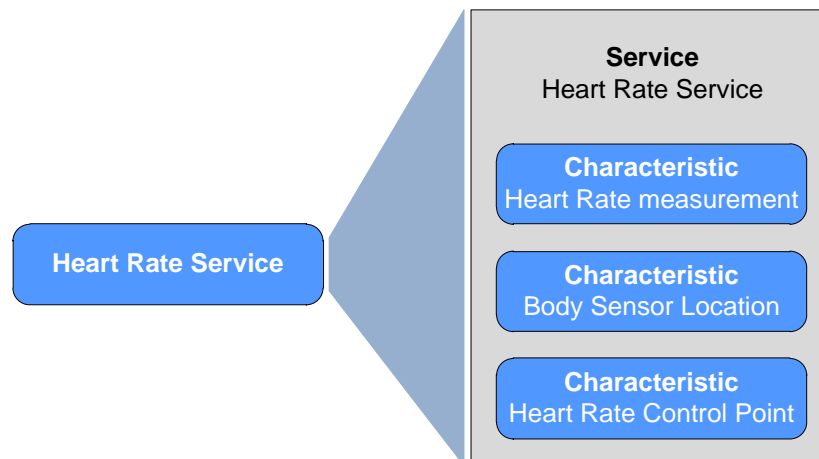 Heart Rate Service
Service
Heart Rate Service
Characteristic
Heart Rate measurement
Characteristic
Body Sensor Location
Characteristic
Heart Rate Control Point